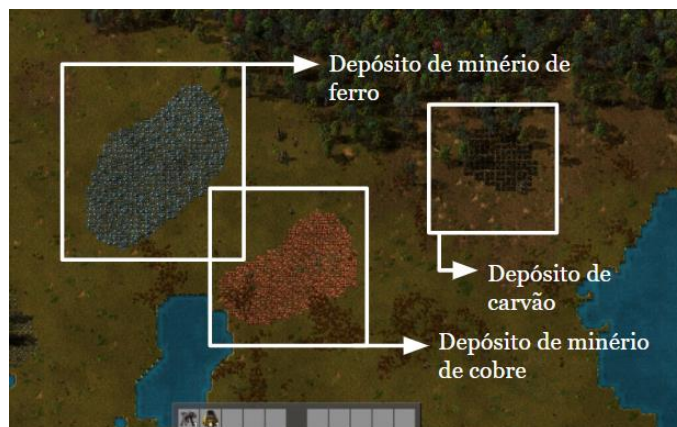 Depósito de minério de
ferro
Depósito de
carvão
Depósito de minério
de cobre